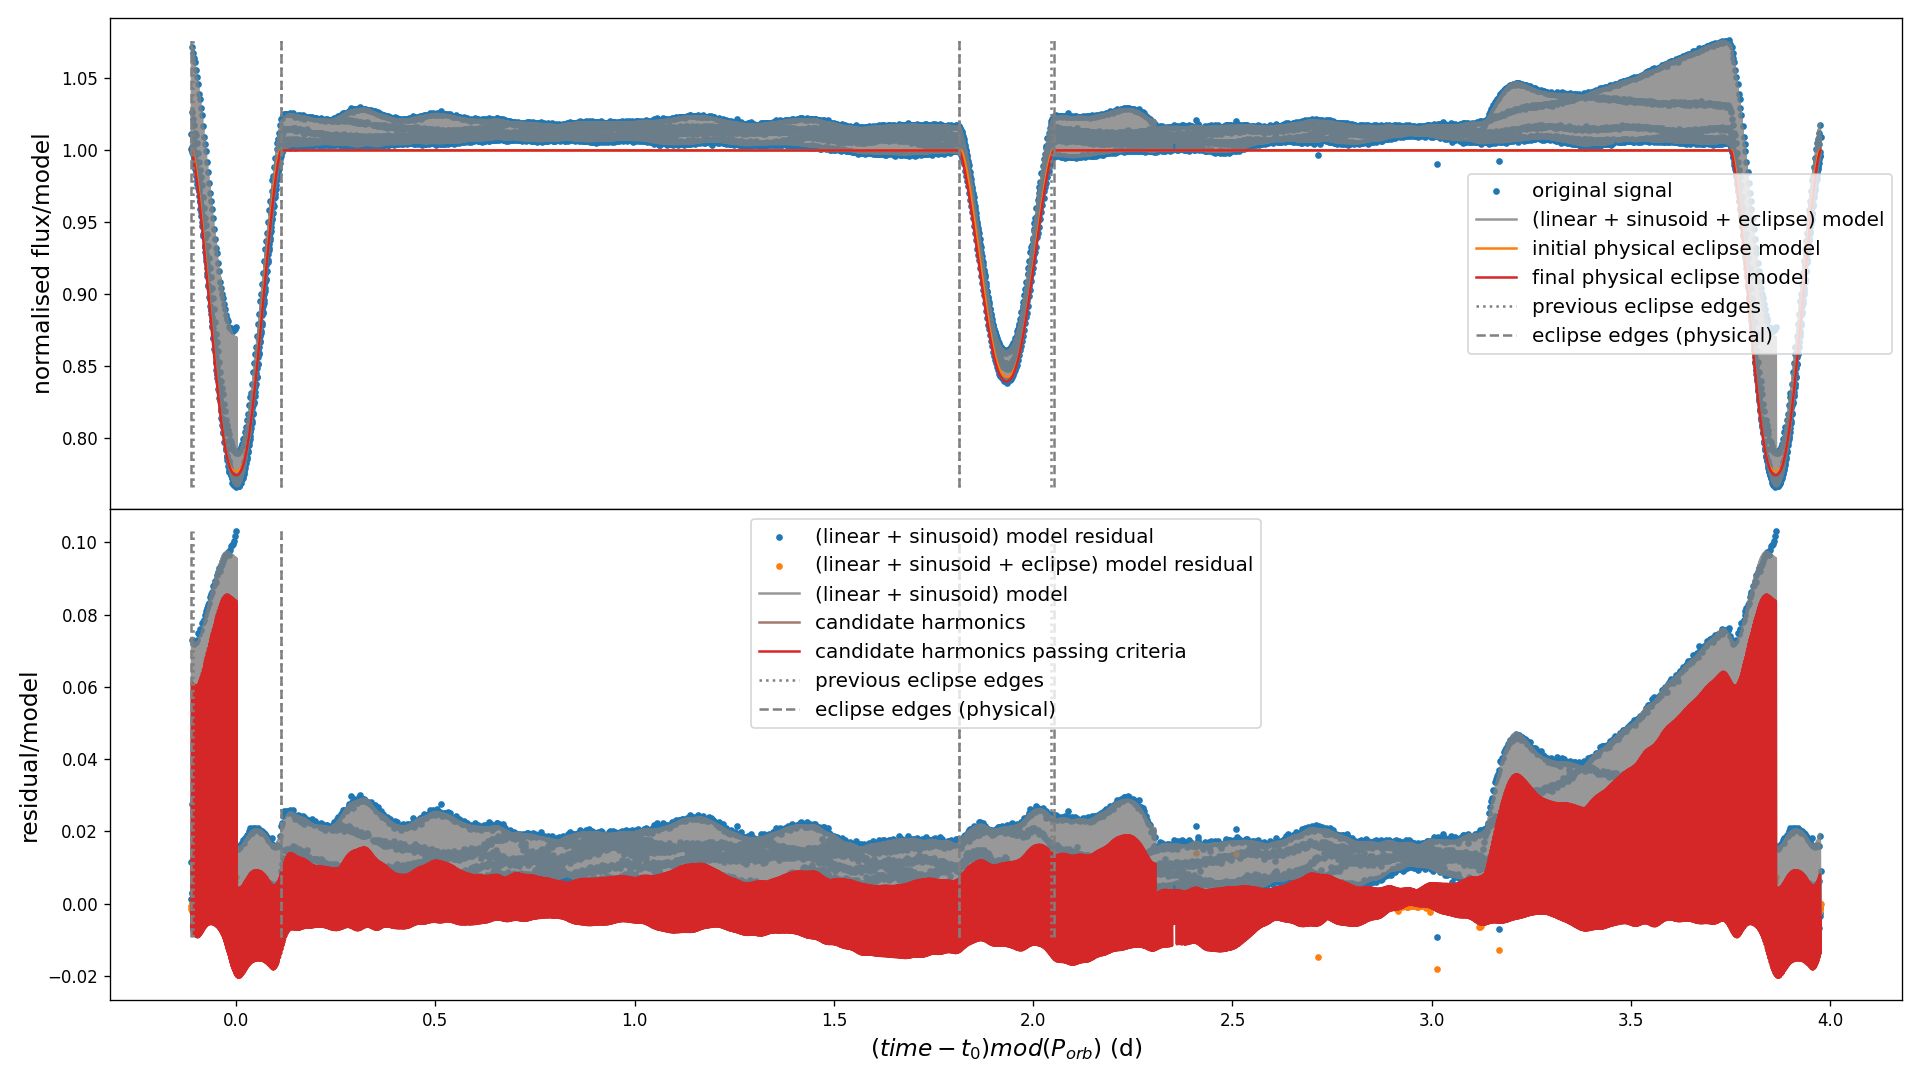 normalised flux/model
1.05
1.00
0.95
0.90
0.85
0.80
original signal
(linear + sinusoid + eclipse) model
initial physical eclipse model
final physical eclipse model
previous eclipse edges
eclipse edges (physical)
residual/model
0.10
0.08
0.06
0.04
0.02
0.00
−0.02
(linear + sinusoid) model residual
(linear + sinusoid + eclipse) model residual
(linear + sinusoid) model
candidate harmonics
candidate harmonics passing criteria
previous eclipse edges
eclipse edges (physical)
0.0 0.5 1.0 1.5 2.0 2.5 3.0 3.5 4.0
(time − t₀)mod(P_orb) (d)